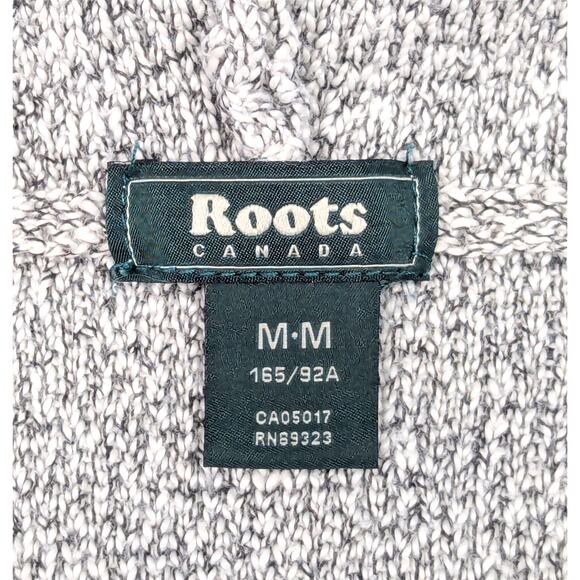 Roots
CANADA
M·M
165/92A
CA05017
RN89323